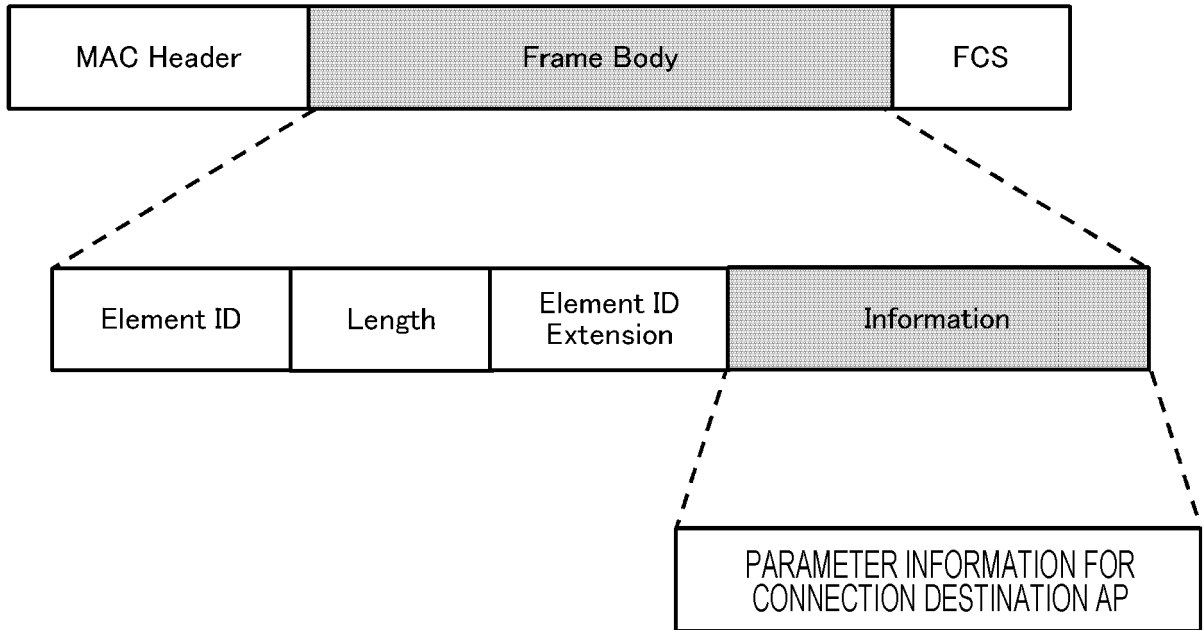 MAC Header
Frame Body
FCS
Element ID
Length
Element ID
Extension
Information
PARAMETER INFORMATION FOR
CONNECTION DESTINATION AP